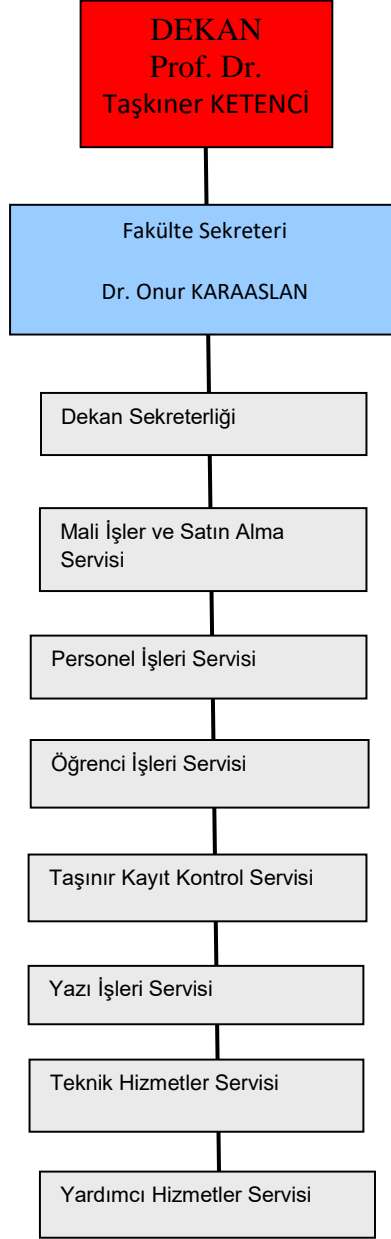 DEKAN
Prof. Dr.
Taşkıner KETENCİ
Fakülte Sekreteri
Dr. Onur KARAASLAN
Dekan Sekreterliği
Mali İşler ve Satın Alma
Servisi
Personel İşleri Servisi
Öğrenci İşleri Servisi
Taşınır Kayıt Kontrol Servisi
Yazı İşleri Servisi
Teknik Hizmetler Servisi
Yardımcı Hizmetler Servisi